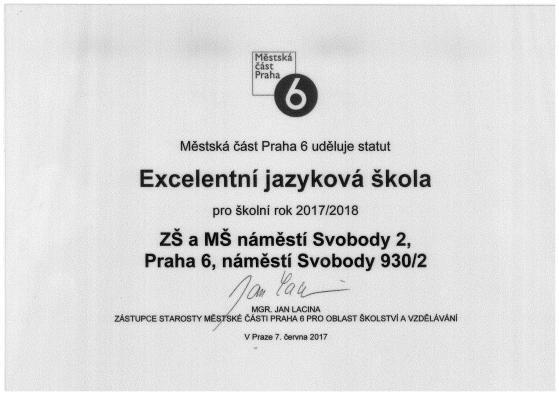 Městská
část
Praha
6
Městská část Praha 6 uděluje statut
Excelentní jazyková škola
pro školní rok 2017/2018
ZŠ a MŠ náměstí Svobody 2,
Praha 6, náměstí Svobody 930/2
MGR. JAN LACINA
ZÁSTUPCE STAROSTY MĚSTSKÉ ČÁSTI PRAHA 6 PRO OBLAST ŠKOLSTVÍ A VZDĚLÁVÁNÍ
V Praze 7. června 2017